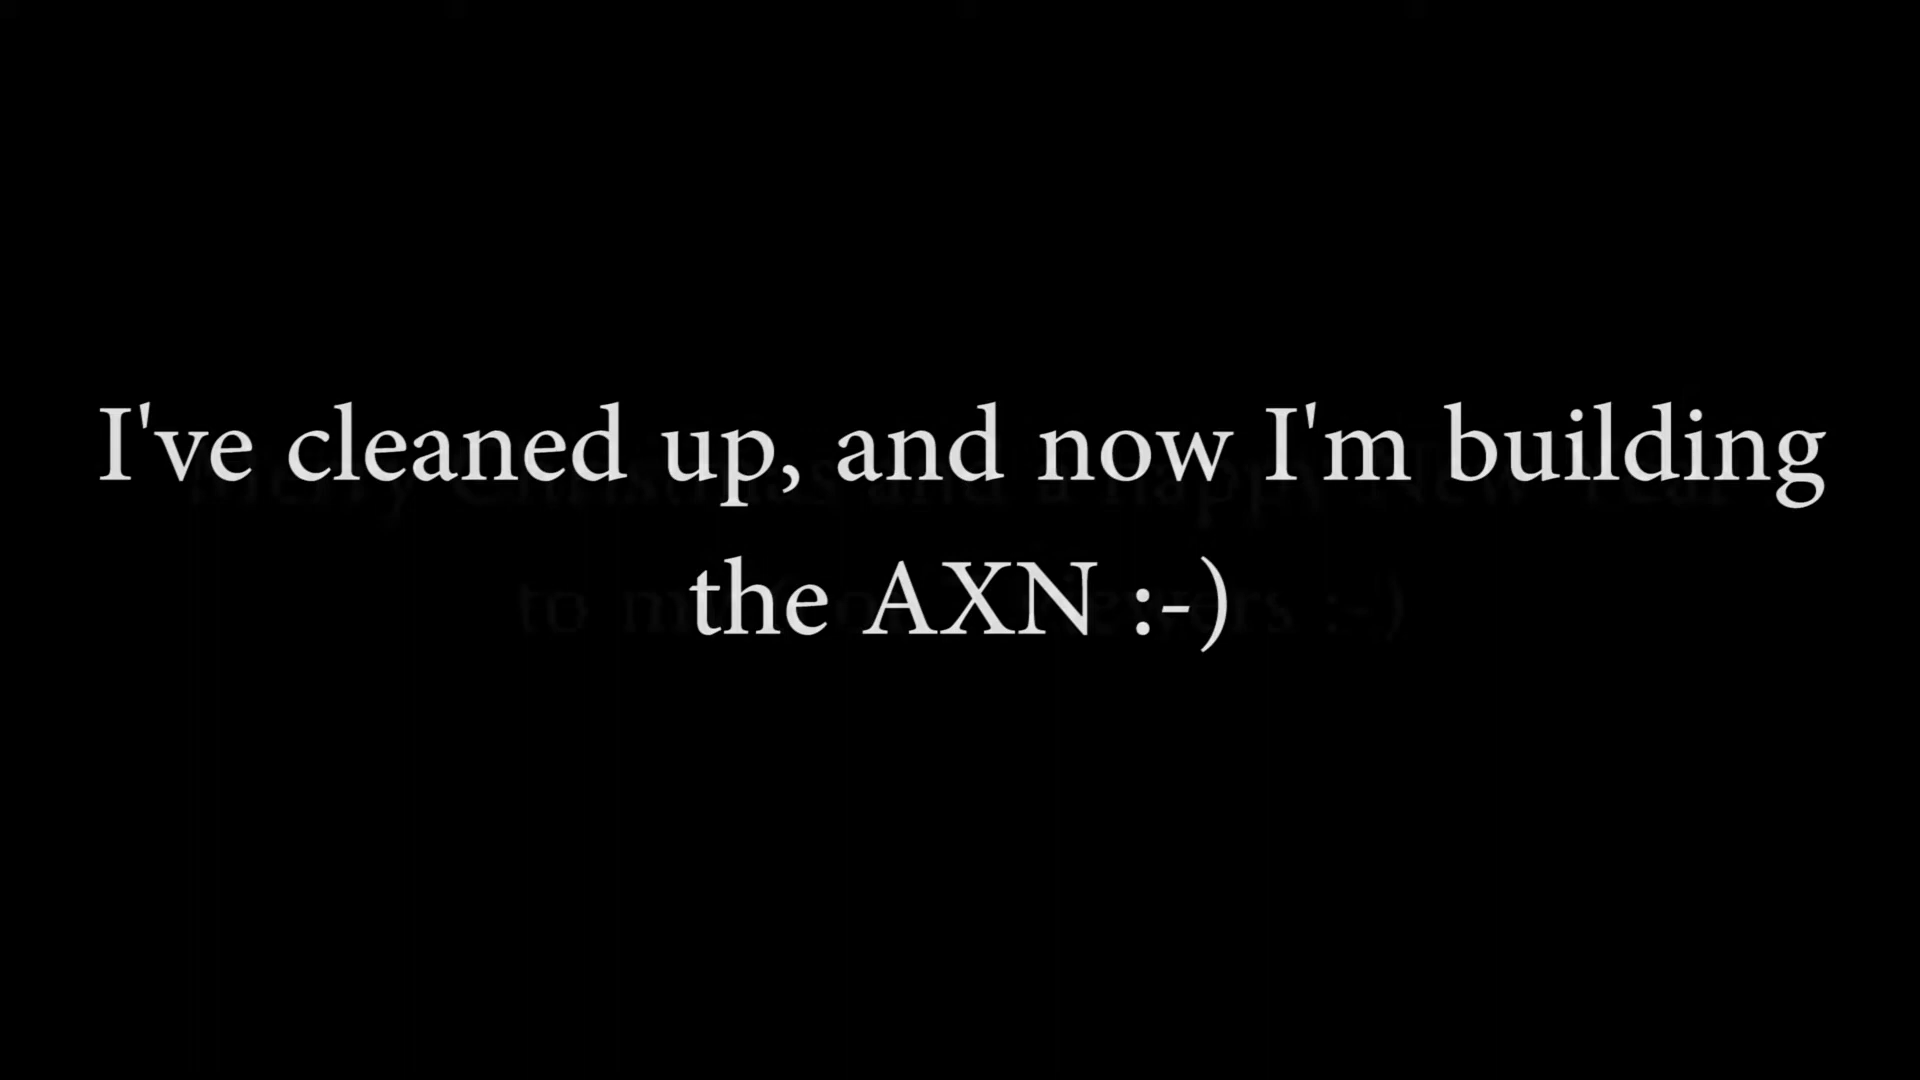 I've cleaned up, and now I'm building
the AXN :-)